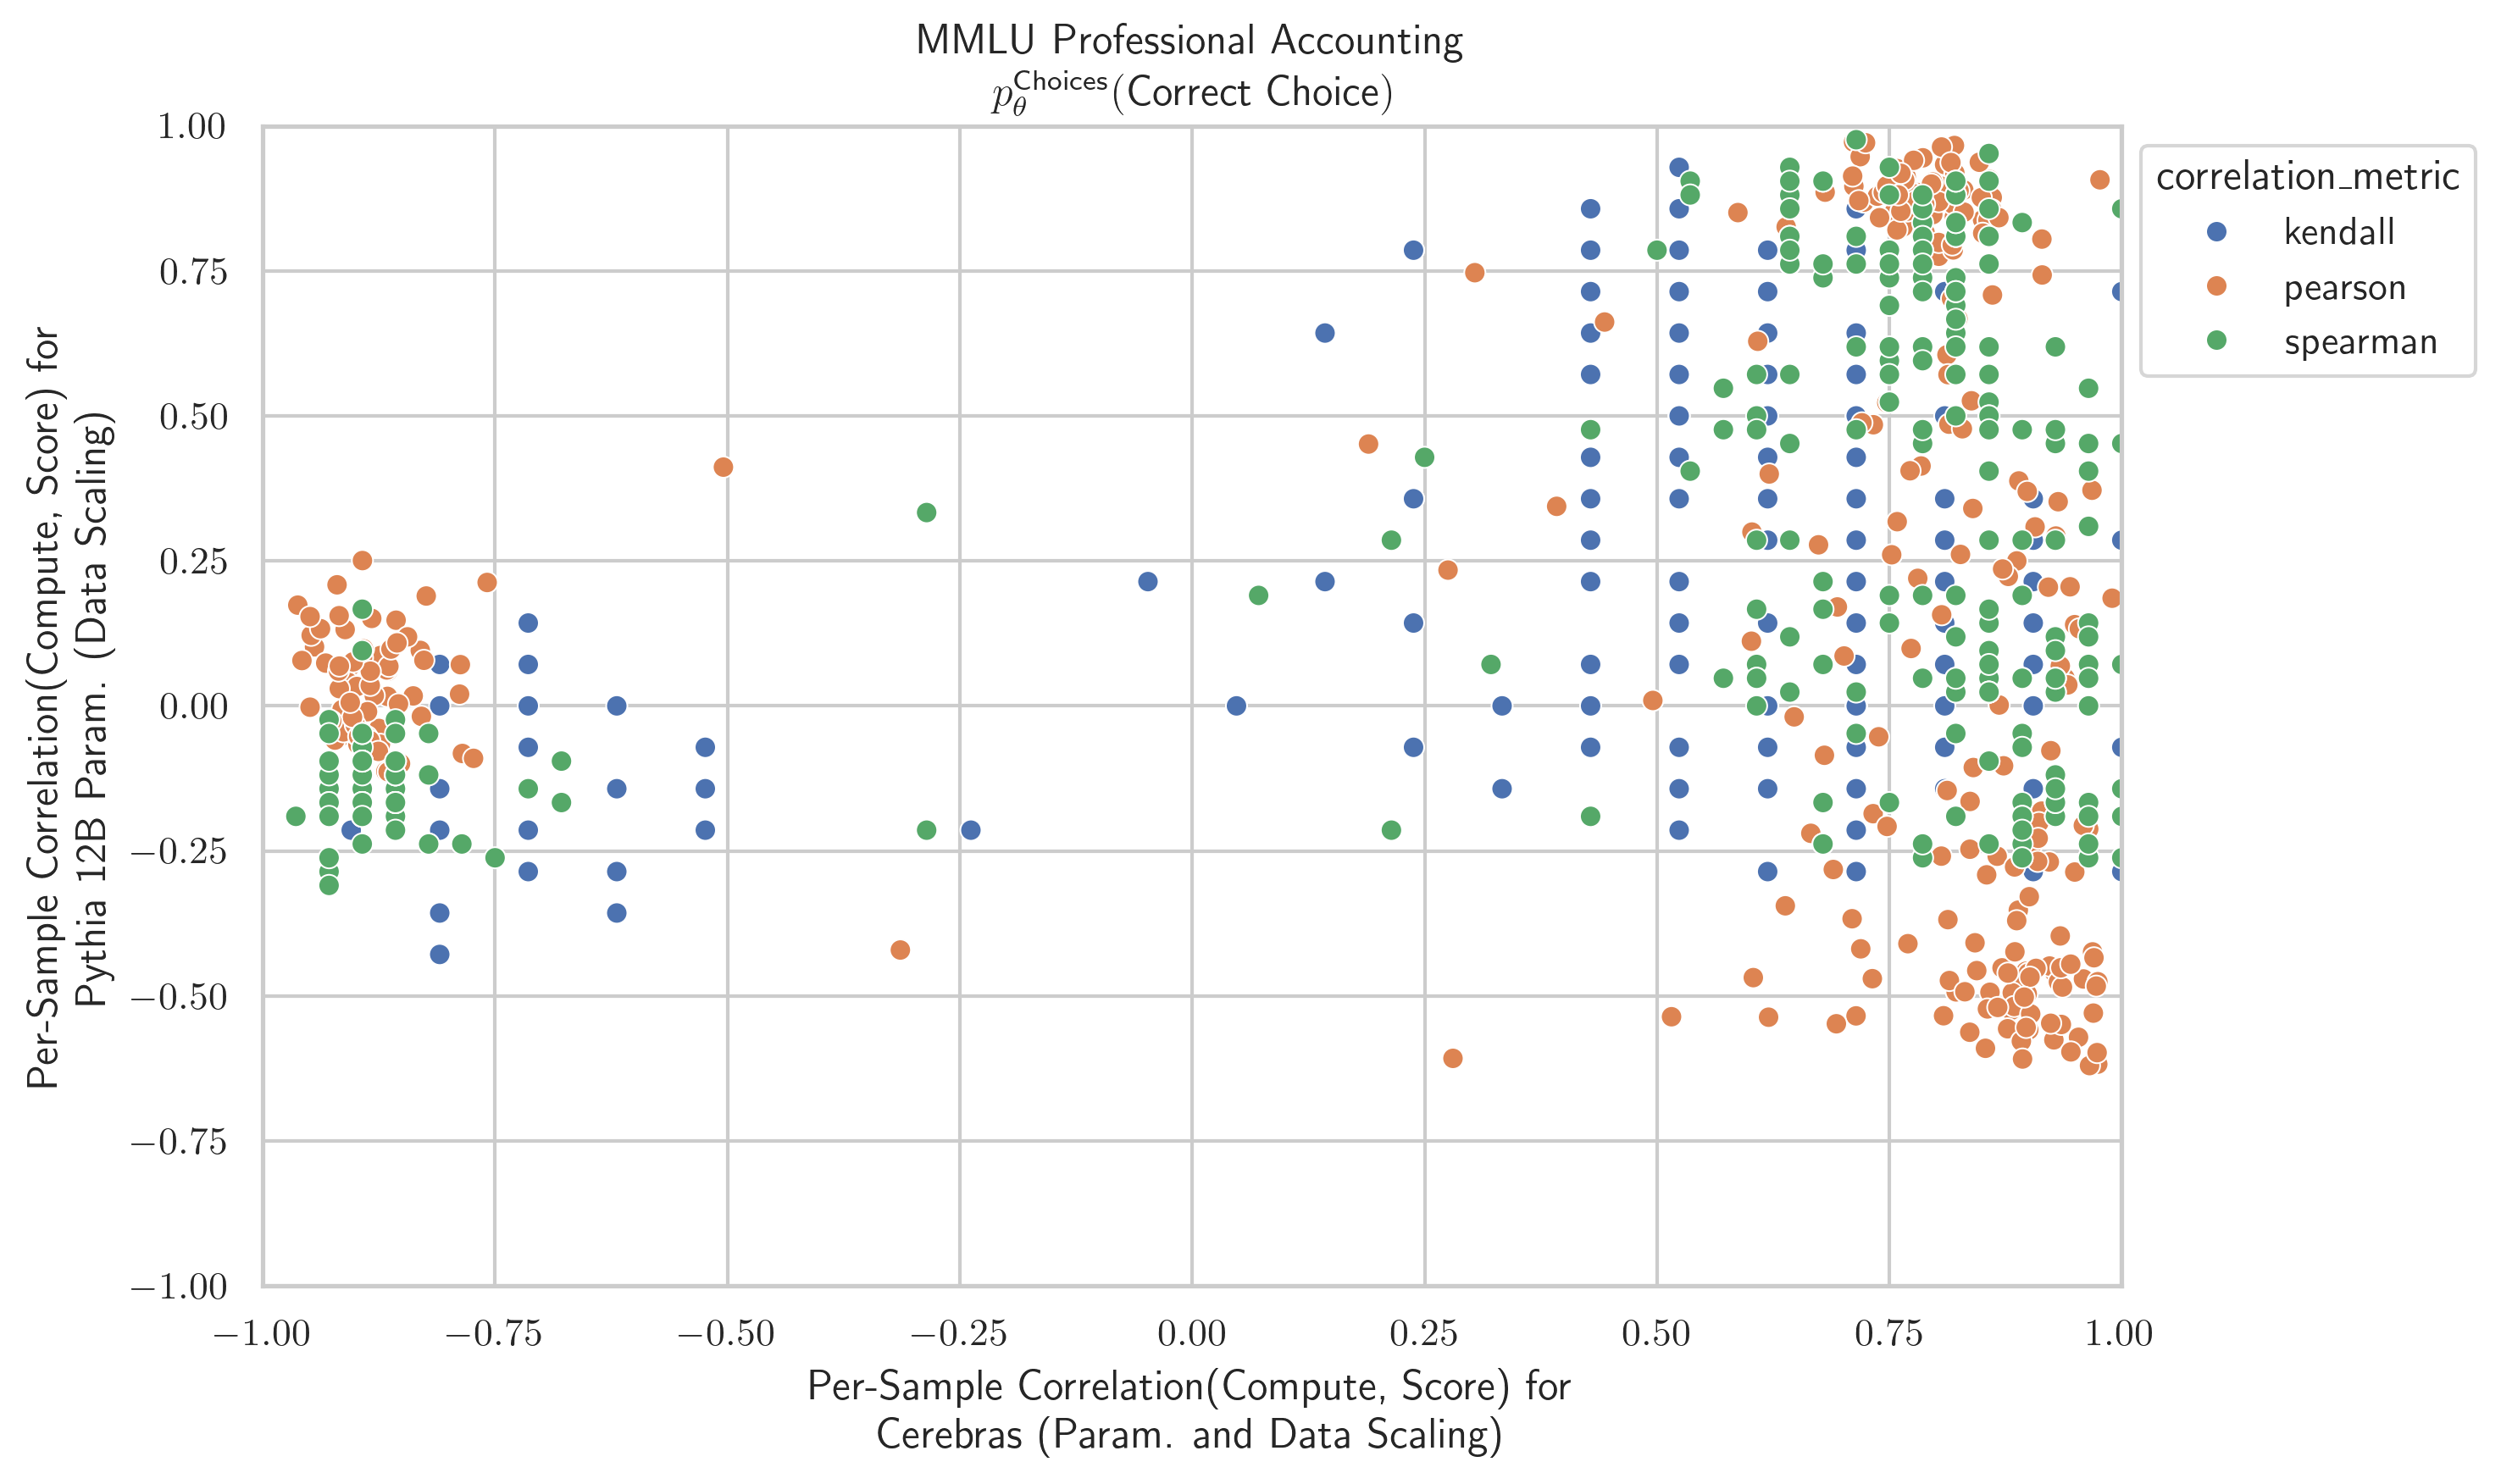 MMLU Professional Accounting
p_θ^Choices(Correct Choice)
1.00
0.75
0.50
0.25
0.00
−0.25
−0.50
−0.75
−1.00
Per-Sample Correlation(Compute, Score) for
Pythia 12B Param. (Data Scaling)
correlation_metric
kendall
pearson
spearman
−1.00 −0.75 −0.50 −0.25 0.00 0.25 0.50 0.75 1.00
Per-Sample Correlation(Compute, Score) for
Cerebras (Param. and Data Scaling)